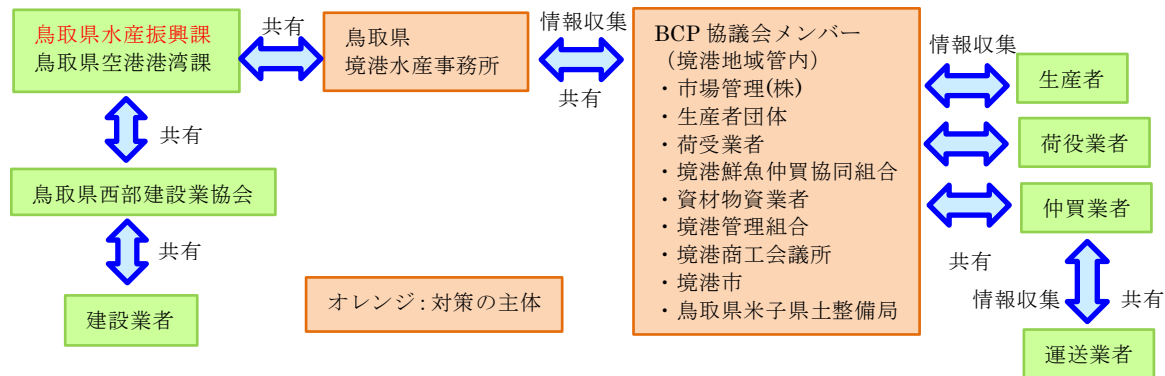 鳥取県水産振興課
鳥取県空港港湾課
共有
鳥取県
境港水産事務所
情報収集
共有
BCP 協議会メンバー
（境港地域管内）
・市場管理(株)
・生産者団体
・荷受業者
・境港鮮魚仲買協同組合
・資材物資業者
・境港管理組合
・境港商工会議所
・境港市
・鳥取県米子県土整備局
情報収集
生産者
荷役業者
仲買業者
共有
情報収集
共有
運送業者
共有
鳥取県西部建設業協会
共有
建設業者
オレンジ：対策の主体